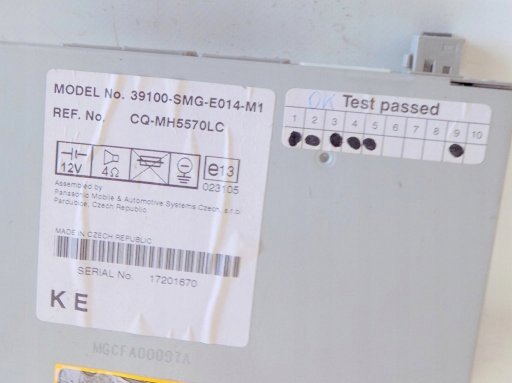 MODEL No. 39100-SMG-E014-M1
REF. No. CQ-MH5570LC
12V 4Ω e13
023105
Assembled by
Panasonic Mobile & Automotive Systems Czech, s.r.o.
Pardubice, Czech Republic
MADE IN CZECH REPUBLIC
SERIAL No. 17201670
KE
OK Test passed
1 2 3 4 5 6 7 8 9 10